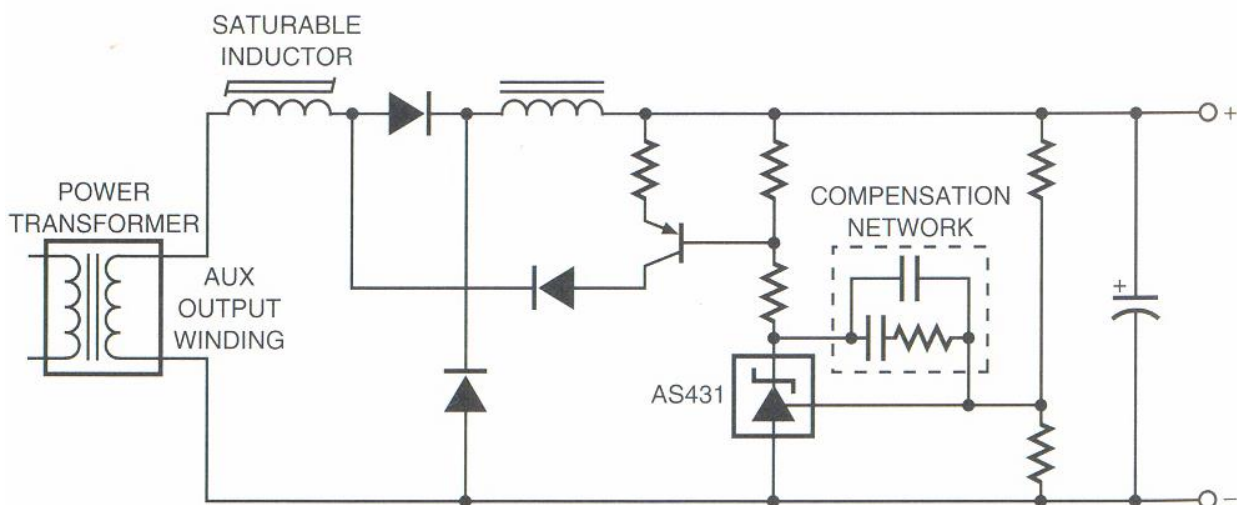 SATURABLE
INDUCTOR
POWER
TRANSFORMER
AUX
OUTPUT
WINDING
COMPENSATION
NETWORK
AS431
+
+
−